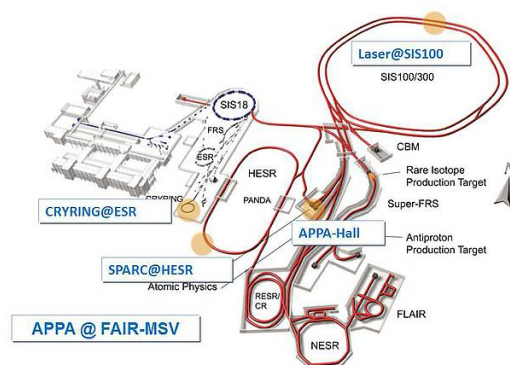 Laser@SIS100
SIS100/300
SIS18
FRS
ESR
HESR
PANDA
CBM
Rare Isotope
Production Target
Super-FRS
CRYRING
CRYRING@ESR
APPA-Hall
Antiproton
Production Target
SPARC@HESR
Atomic Physics
RESR/
CR
FLAIR
NESR
APPA @ FAIR-MSV
N